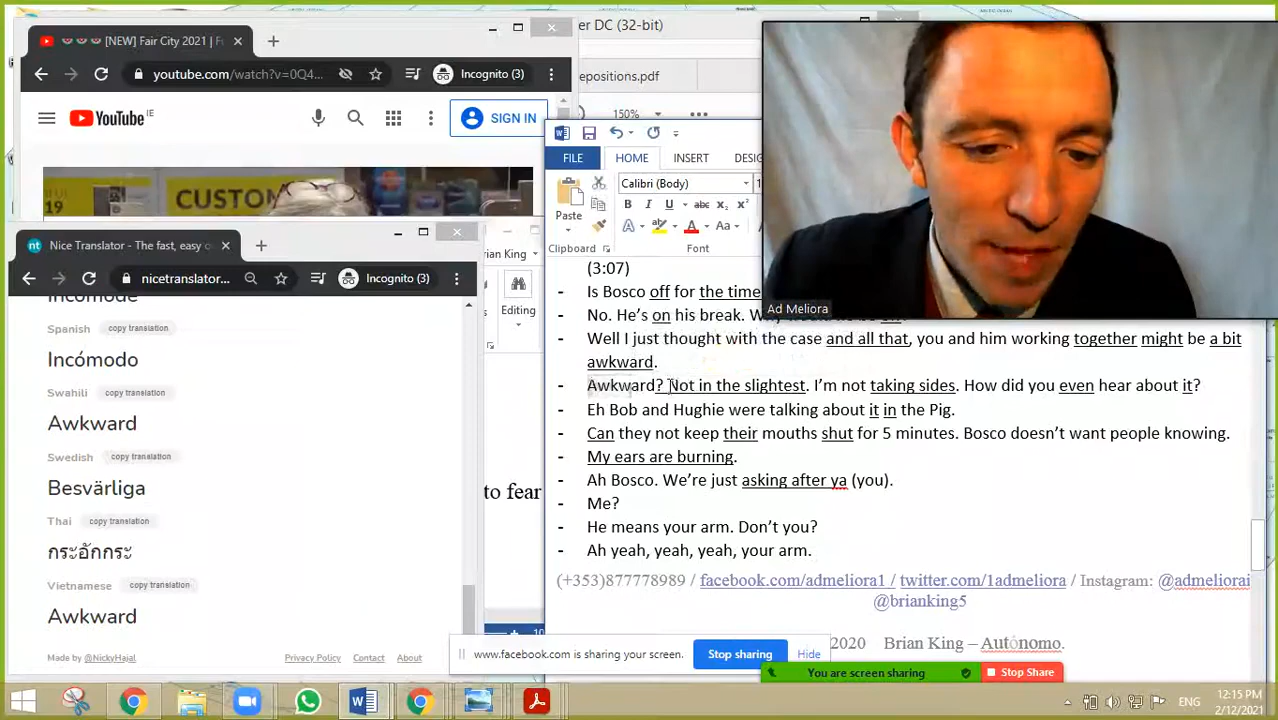 er DC (32-bit)
[NEW] Fair City 2021 | F
epositions.pdf
youtube.com/watch?v=0Q4...
Incognito (3)
150%
YouTube IE
SIGN IN
FILE
HOME
INSERT
DESIG
CUSTOM
19
Calibri (Body)
Paste
Clipboard
Font
Nice Translator - The fast, easy o
rian King
nicetranslator...
Incognito (3)
Editing
Incomode
Spanish
copy translation
Incómodo
Swahili
copy translation
Awkward
Swedish
copy translation
Besvärliga
Thai
copy translation
กระอักกระ
Vietnamese
copy translation
Awkward
Made by @NickyHajal
Privacy Policy
Contact
About
to fear
Ad Meliora
(3:07)
- Is Bosco off for the time
- No. He's on his break.
- Well I just thought with the case and all that, you and him working together might be a bit
awkward.
- Awkward? Not in the slightest. I'm not taking sides. How did you even hear about it?
- Eh Bob and Hughie were talking about it in the Pig.
- Can they not keep their mouths shut for 5 minutes. Bosco doesn't want people knowing.
- My ears are burning.
- Ah Bosco. We're just asking after ya (you).
- Me?
- He means your arm. Don't you?
- Ah yeah, yeah, yeah, your arm.
(+353)877778989 / facebook.com/admeliora1 / twitter.com/1admeliora / Instagram: @admeliorai
@brianking5
2020 Brian King – Autónomo.
www.facebook.com is sharing your screen.
Stop sharing
Hide
You are screen sharing
Stop Share
ENG
12:15 PM
2/12/2021